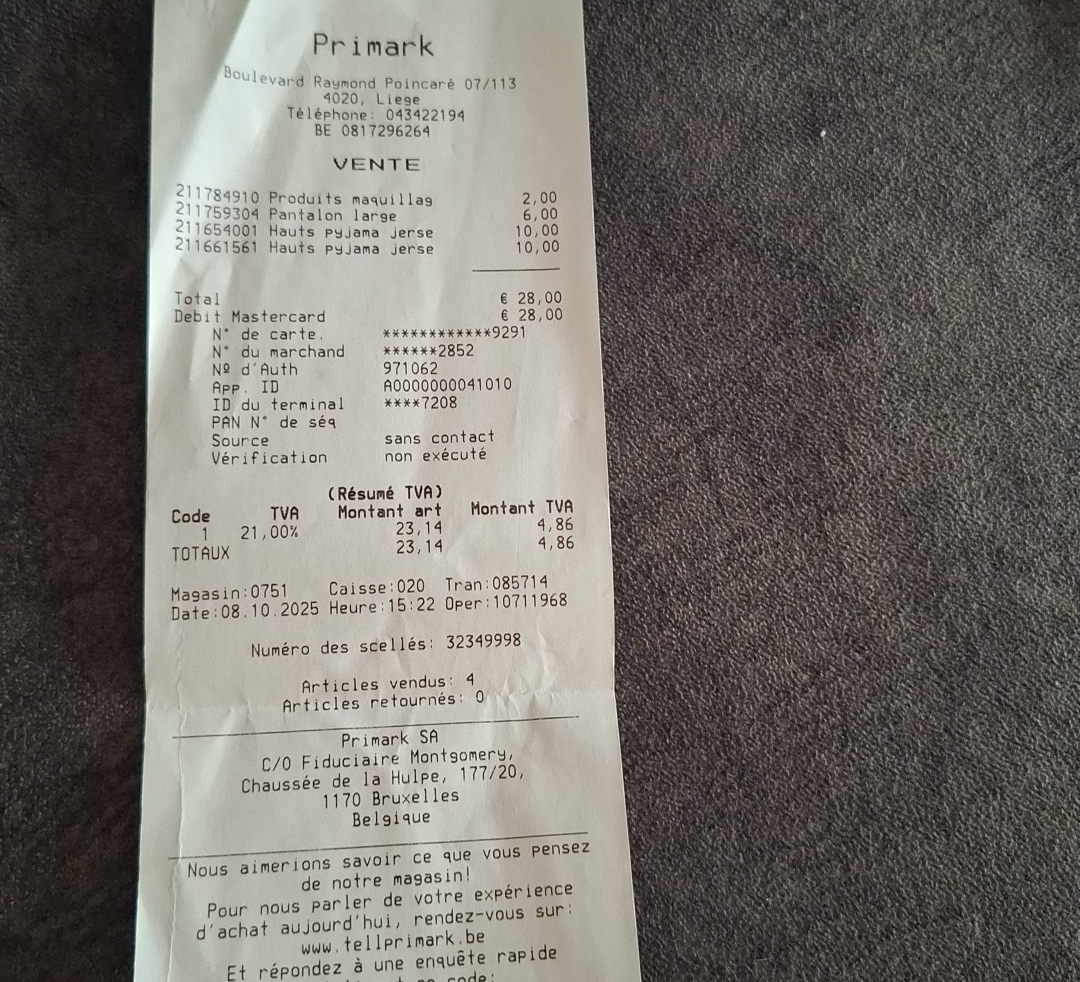 Primark
Boulevard Raymond Poincaré 07/113
4020, Liege
Téléphone: 043422194
BE 0817296264
VENTE
211784910 Produits maquillag 2,00
211759304 Pantalon large 6,00
211654001 Hauts pyjama jerse 10,00
211661561 Hauts pyjama jerse 10,00
Total € 28,00
Debit Mastercard € 28,00
N° de carte. ************9291
N° du marchand ******2852
Nº d'Auth 971062
App. ID A0000000041010
ID du terminal ****7208
PAN N° de séq
Source sans contact
Vérification non exécuté
(Résumé TVA)
Code TVA Montant art Montant TVA
1 21,00% 23,14 4,86
TOTAUX 23,14 4,86
Magasin:0751 Caisse:020 Tran:085714
Date:08.10.2025 Heure:15:22 Oper:10711968
Numéro des scellés: 32349998
Articles vendus: 4
Articles retournés: 0
Primark SA
C/O Fiduciaire Montgomery,
Chaussée de la Hulpe, 177/20,
1170 Bruxelles
Belgique
Nous aimerions savoir ce que vous pensez
de notre magasin!
Pour nous parler de votre expérience
d'achat aujourd'hui, rendez-vous sur:
www.tellprimark.be
Et répondez à une enquête rapide
code: